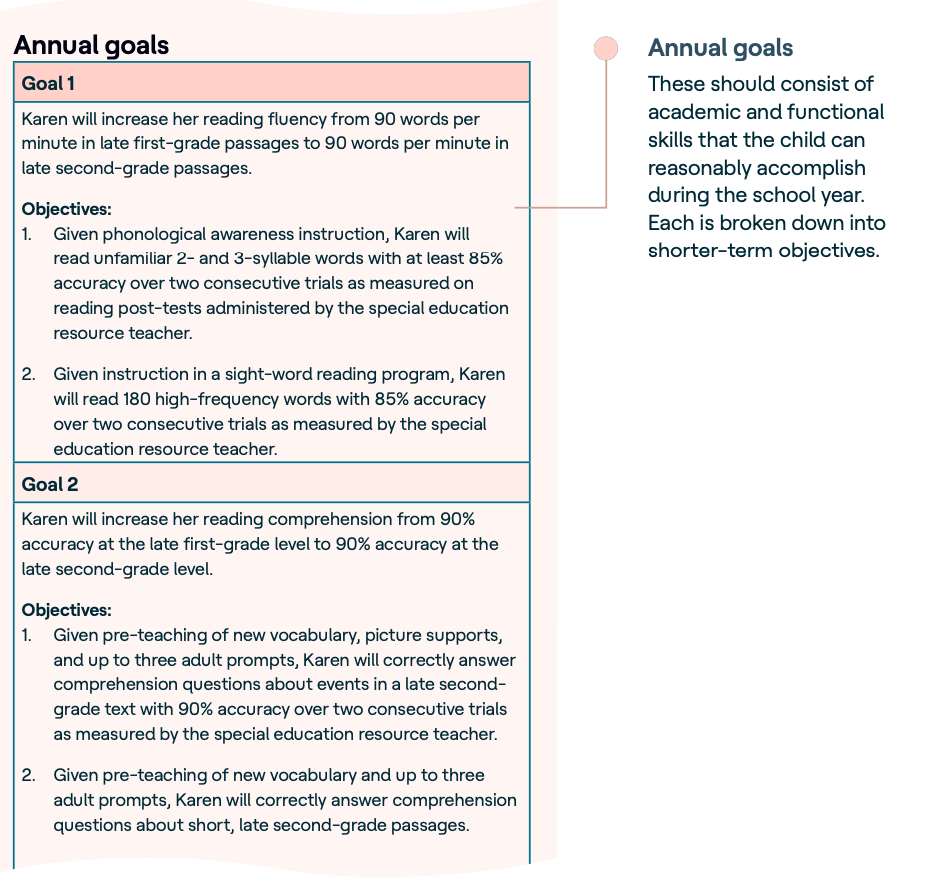 Annual goals
Goal 1
Karen will increase her reading fluency from 90 words per
minute in late first-grade passages to 90 words per minute in
late second-grade passages.
Objectives:
1. Given phonological awareness instruction, Karen will
read unfamiliar 2- and 3-syllable words with at least 85%
accuracy over two consecutive trials as measured on
reading post-tests administered by the special education
resource teacher.
2. Given instruction in a sight-word reading program, Karen
will read 180 high-frequency words with 85% accuracy
over two consecutive trials as measured by the special
education resource teacher.
Goal 2
Karen will increase her reading comprehension from 90%
accuracy at the late first-grade level to 90% accuracy at the
late second-grade level.
Objectives:
1. Given pre-teaching of new vocabulary, picture supports,
and up to three adult prompts, Karen will correctly answer
comprehension questions about events in a late second-
grade text with 90% accuracy over two consecutive trials
as measured by the special education resource teacher.
2. Given pre-teaching of new vocabulary and up to three
adult prompts, Karen will correctly answer comprehension
questions about short, late second-grade passages.
Annual goals
These should consist of
academic and functional
skills that the child can
reasonably accomplish
during the school year.
Each is broken down into
shorter-term objectives.